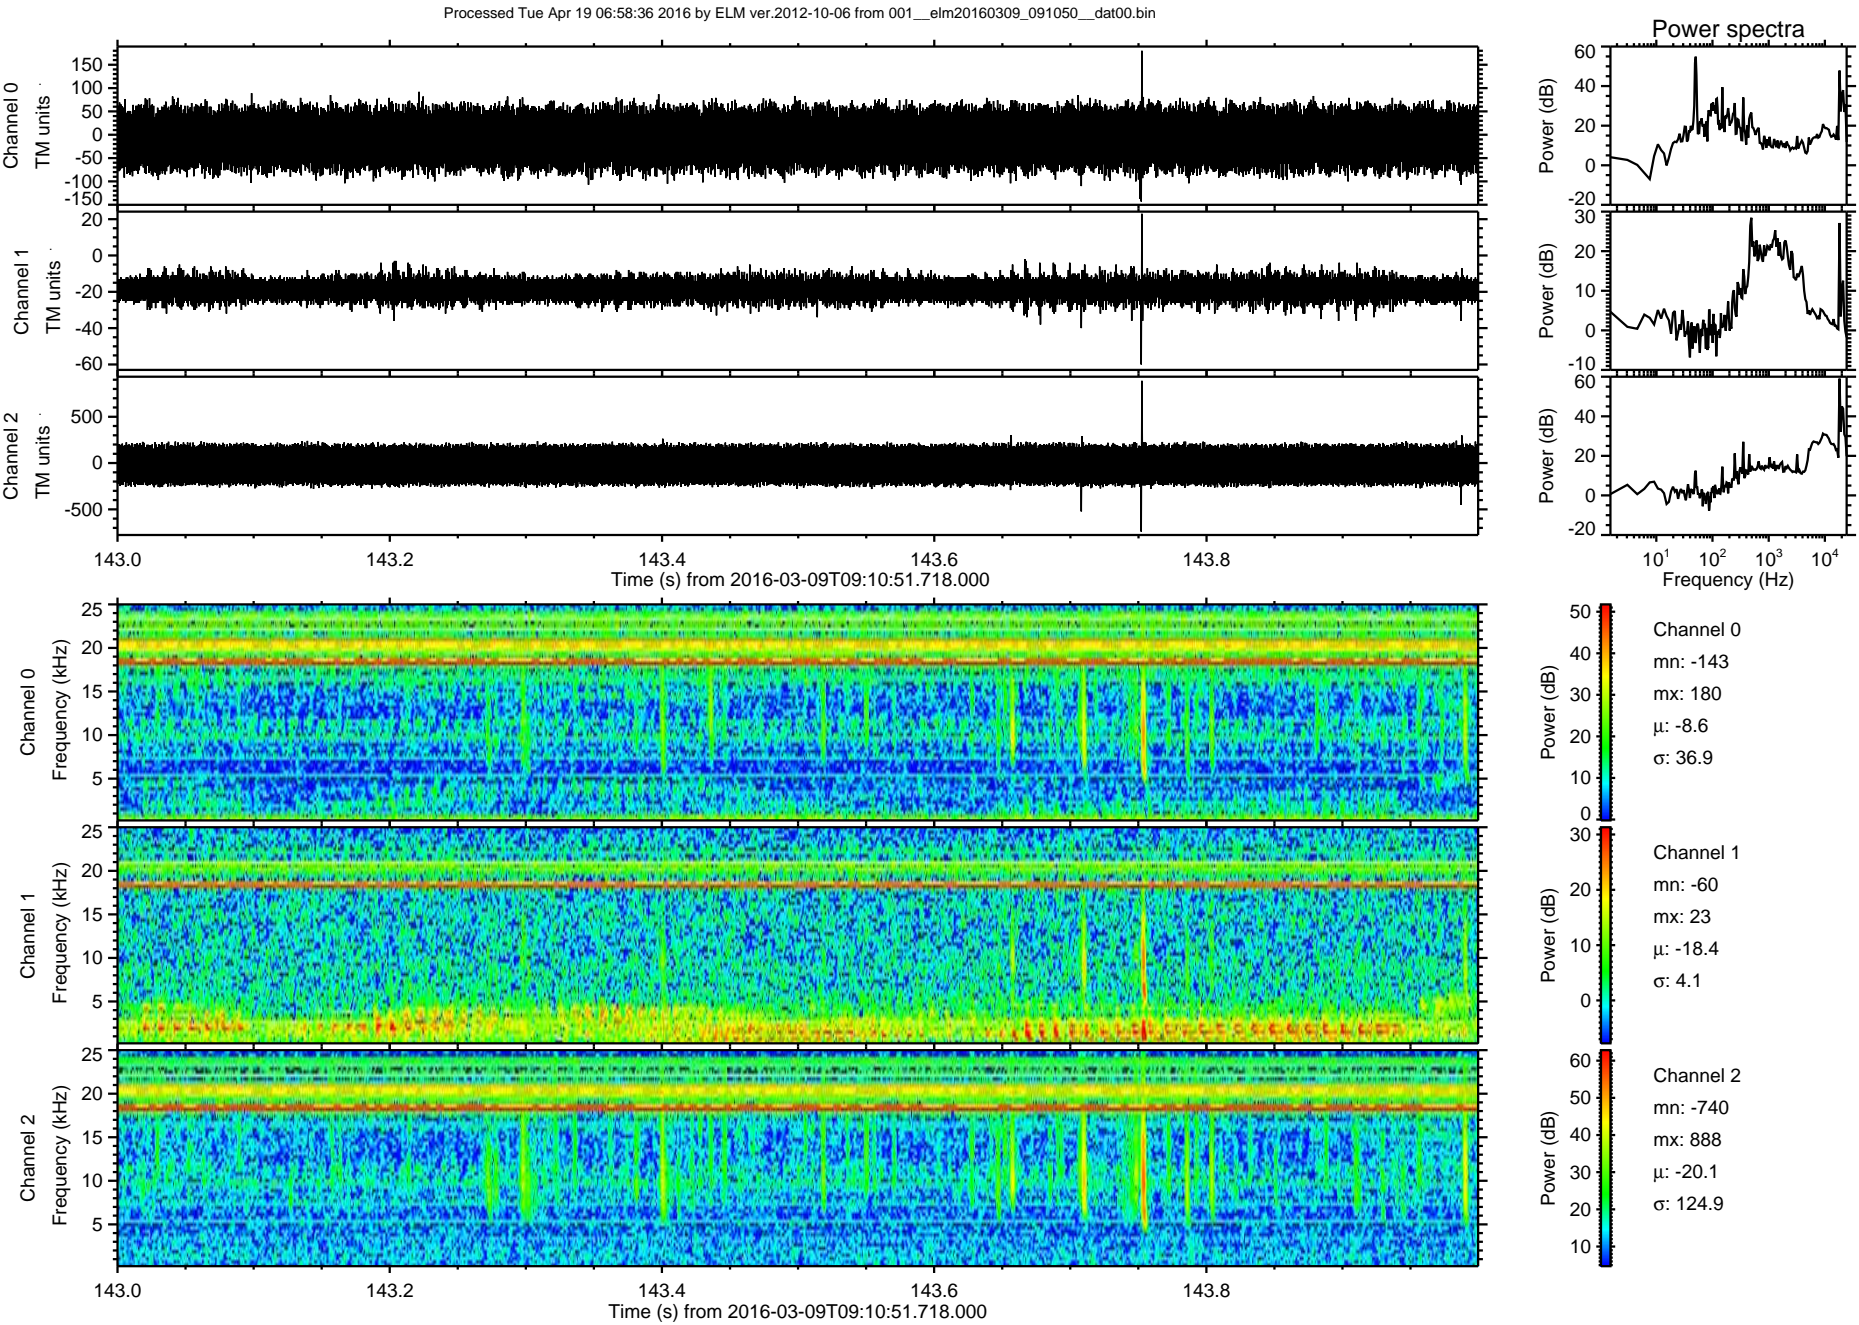 Processed Tue Apr 19 06:58:36 2016 by ELM ver.2012-10-06 from 001__elm20160309_091050__dat00.bin
Power spectra
Channel 0
TM units
150
100
50
0
-50
-100
-150
Power (dB)
60
40
20
0
-20
Channel 1
TM units
20
0
-20
-40
-60
Power (dB)
30
20
10
0
-10
Channel 2
TM units
500
0
-500
Power (dB)
60
40
20
0
-20
143.0 143.2 143.4 143.6 143.8
Time (s) from 2016-03-09T09:10:51.718.000
10¹ 10² 10³ 10⁴
Frequency (Hz)
Channel 0
Frequency (kHz)
25
20
15
10
5
Power (dB)
50
40
30
20
10
0
Channel 0
mn: -143
mx: 180
μ: -8.6
σ: 36.9
Channel 1
Frequency (kHz)
25
20
15
10
5
Power (dB)
30
20
10
0
Channel 1
mn: -60
mx: 23
μ: -18.4
σ: 4.1
Channel 2
Frequency (kHz)
25
20
15
10
5
Power (dB)
60
50
40
30
20
10
Channel 2
mn: -740
mx: 888
μ: -20.1
σ: 124.9
143.0 143.2 143.4 143.6 143.8
Time (s) from 2016-03-09T09:10:51.718.000